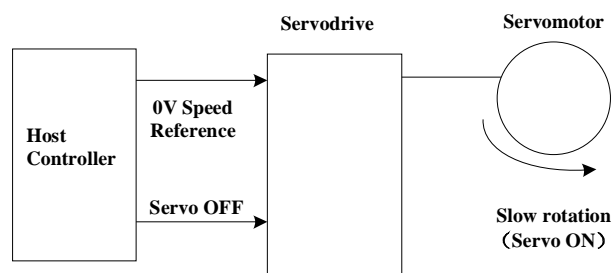 Servodrive
Servomotor
0V Speed
Reference
Host
Controller
Servo OFF
Slow rotation
（Servo ON）